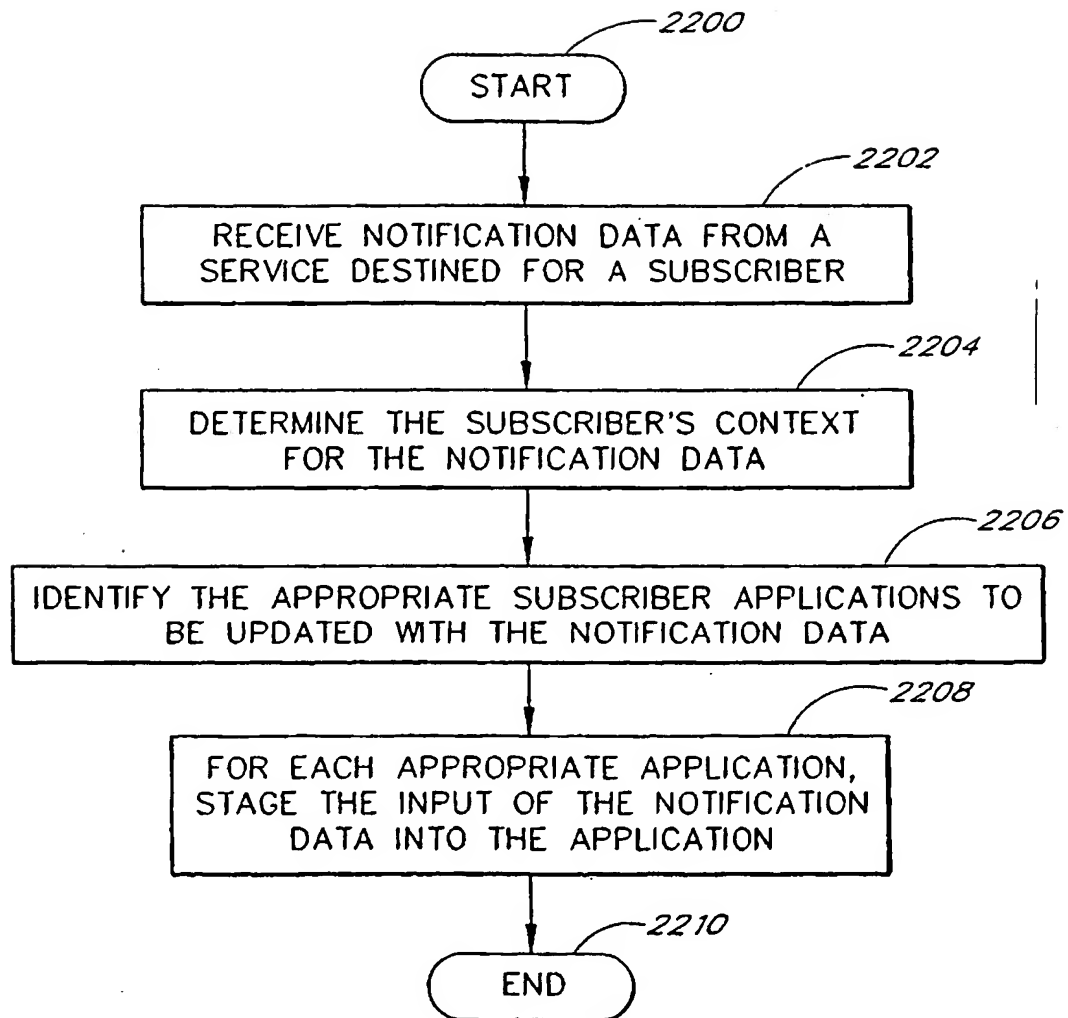 2200
START
2202
RECEIVE NOTIFICATION DATA FROM A
SERVICE DESTINED FOR A SUBSCRIBER
2204
DETERMINE THE SUBSCRIBER'S CONTEXT
FOR THE NOTIFICATION DATA
2206
IDENTIFY THE APPROPRIATE SUBSCRIBER APPLICATIONS TO
BE UPDATED WITH THE NOTIFICATION DATA
2208
FOR EACH APPROPRIATE APPLICATION,
STAGE THE INPUT OF THE NOTIFICATION
DATA INTO THE APPLICATION
2210
END